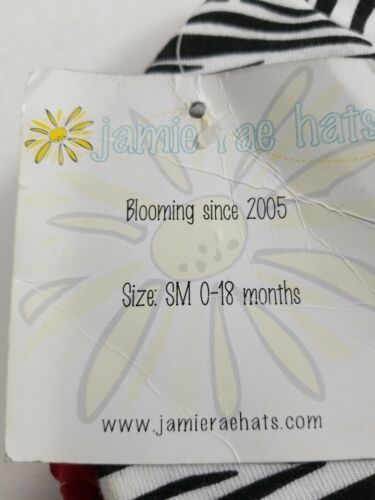 jamie rae hats
Blooming since 2005
Size: SM 0-18 months
www.jamieraehats.com